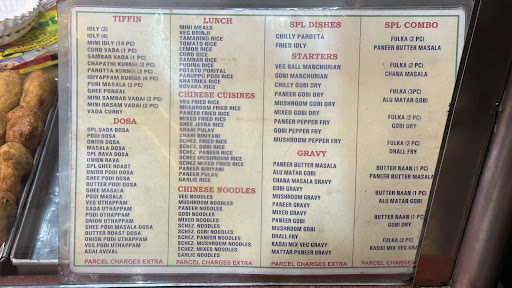 TIFFIN
IDLY (2)
IDLY (4)
MINI IDLY (14 PC)
CURD VADA (1)
SAMBAR VADA (1)
CHAPATHI KURMA (2 PC)
PAROTTA KURMA (2 PC)
IDIYAPPAM KURMA (4 PC)
PURI MASALA (3 PC)
GHEE PONGAL
MINI SAMBAR VADAI (2 PC)
MINI RASAM VADAI (2 PC)
VADA CURRY
DOSA
SPL SADA DOSA
PODI DOSA
ONION DOSA
MASALA DOSA
SPL RAVA DOSA
ONION RAVA
SPL GHEE ROAST
GHEE DOSA
GHEE PODI DOSA
BUTTER PODI DOSA
GHEE MASALA
PODI MASALA
VEG UTHAPPAM
SADA UTHAPPAM
PODI UTHAPPAM
ONION UTHAPPAM
GHEE PODI MASALA DOSA
BUTTER ROAST DOSA
ONION PODI UTHAPPAM
VEG PODI UTHAPPAM
KADAI AVIYAL
PARCEL CHARGES EXTRA
LUNCH
MINI MEALS
VEG BRINJI
TAMARIND RICE
TOMATO RICE
LEMON RICE
CURD RICE
SAMBAR RICE
CHING RICE
POTATO PORIYAL
PARUPPU PODI RICE
KHATRIKA RICE
KOVAKA RICE
CHINESE CUISINES
VEG FRIED RICE
MUSHROOM FRIED RICE
PANEER FRIED RICE
MIXED FRIED RICE
GHEE JEERA RICE
GHEE PULAV
SHAHI BIRIYANI
SCHEZ. FRIED RICE
SCHEZ. GOBI RICE
SCHEZ. PANEER RICE
SCHEZ MUSHROOM RICE
SCHEZ MIXED FRIED RICE
PANEER BIRIYANI
PANEER PULAV
GARLIC RICE
CHINESE NOODLES
VEG NOODLES
MUSHROOM NOODLES
PANEER NOODLES
GOBI NOODLES
MIXED NOODLES
SCHEZ. NOODLES
SCHEZ. GOBI NOODLES
SCHEZ. PANEER NOODLES
SCHEZ. MUSHROOM NOODLES
SCHEZ. MIXED NOODLES
GARLIC NOODLES
PARCEL CHARGES EXTRA
SPL DISHES
CHILLY PAROTTA
FRIED IDLY
STARTERS
VEG BALL MANCHURIAN
GOBI MANCHURIAN
CHILLY GOBI DRY
PANEER GOBI DRY
MUSHROOM GOBI DRY
MIXED GOBI DRY
PANEER PEPPER FRY
GOBI PEPPER FRY
MUSHROOM PEPPER FRY
GRAVY
PANEER BUTTER MASALA
ALU MATAR GOBI
CHANA MASALA GRAVY
GOBI GRAVY
MUSHROOM GRAVY
PANEER GRAVY
MIXED GRAVY
PANEER GOBI
MUSHROOM GOBI
DHALL FRY
KADAI MIX VEG GRAVY
MATTAR PANEER GRAVY
PARCEL CHARGES EXTRA
SPL COMBO
FULKA (2 PC)
PANEER BUTTER MASALA
FULKA (2 PC)
CHANA MASALA
FULKA (3PC)
ALU MATAR GOBI
FULKA (2 PC)
GOBI DRY
FULKA (2 PC)
DHALL FRY
BUTTER NAAN (1 PC)
PANEER BUTTER MASALA
BUTTER NAAN (1 PC)
ALU MATAR GOBI
BUTTER NAAN (1 PC)
GOBI DRY
FULKA (2 PC)
KADAI MIX VEG GRAVY
PARCEL CHARGES EXTRA